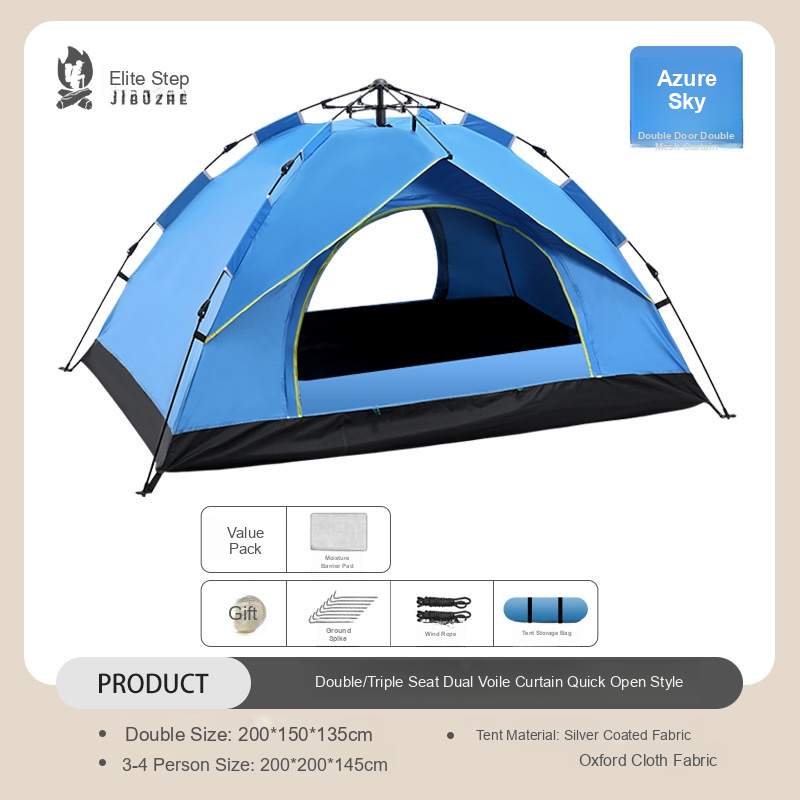 Elite Step
Azure
Sky
Double Door Double
Mesh Curtain
Value
Pack
Moisture
Barrier Pad
Gift
Ground
Spike
Wind Rope
Tent Storage Bag
PRODUCT
Double/Triple Seat Dual Voile Curtain Quick Open Style
• Double Size: 200*150*135cm
• Tent Material: Silver Coated Fabric
• 3-4 Person Size: 200*200*145cm
Oxford Cloth Fabric